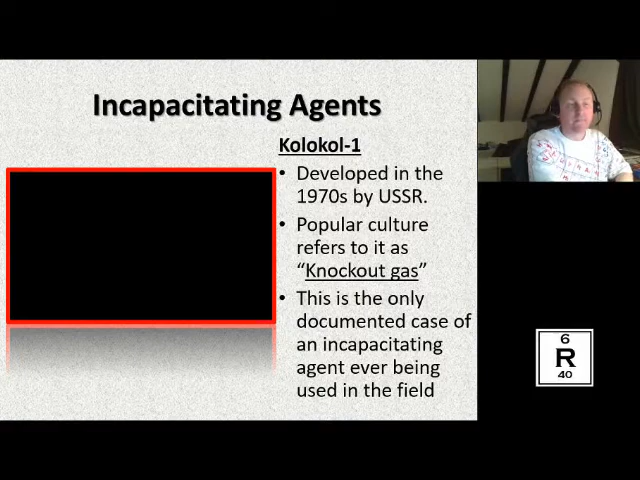 Incapacitating Agents
Kolokol-1
• Developed in the
1970s by USSR.
• Popular culture
refers to it as
“Knockout gas”
• This is the only
documented case of
an incapacitating
agent ever being
used in the field
6
R
40